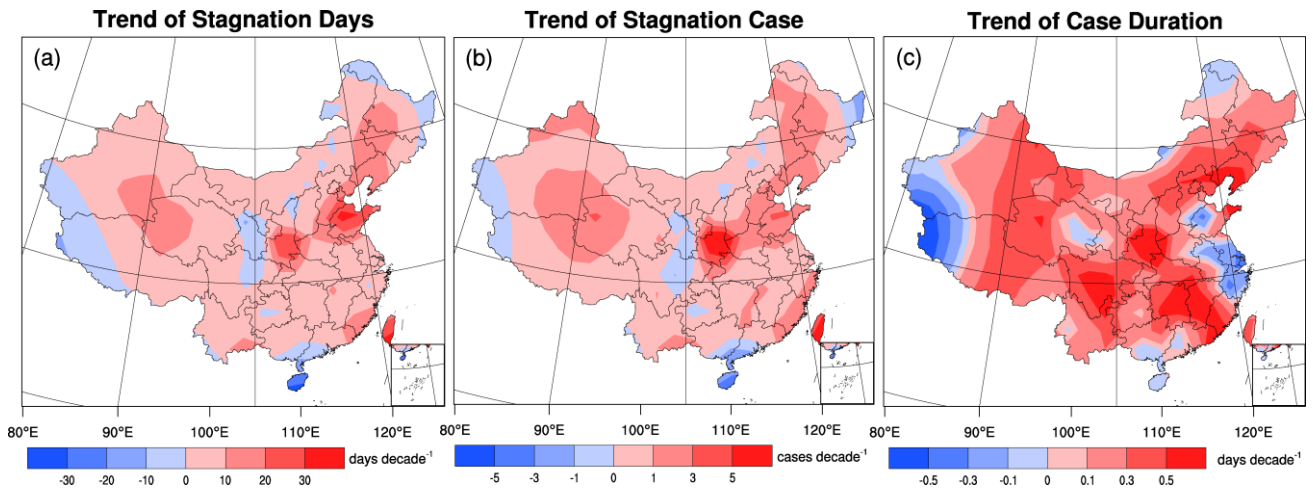 Trend of Stagnation Days
Trend of Stagnation Case
Trend of Case Duration
(a)
(b)
(c)
80°E 90°E 100°E 110°E 120°E
80°E 90°E 100°E 110°E 120°E
80°E 90°E 100°E 110°E 120°E
-30 -20 -10 0 10 20 30 days decade⁻¹
-5 -3 -1 0 1 3 5 cases decade⁻¹
-0.5 -0.3 -0.1 0 0.1 0.3 0.5 days decade⁻¹